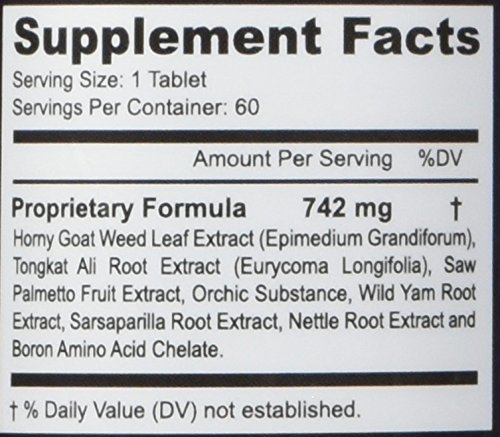 Supplement Facts
Serving Size: 1 Tablet
Servings Per Container: 60
Amount Per Serving %DV
Proprietary Formula 742 mg †
Horny Goat Weed Leaf Extract (Epimedium Grandiforum),
Tongkat Ali Root Extract (Eurycoma Longifolia), Saw
Palmetto Fruit Extract, Orchic Substance, Wild Yam Root
Extract, Sarsaparilla Root Extract, Nettle Root Extract and
Boron Amino Acid Chelate.
† % Daily Value (DV) not established.